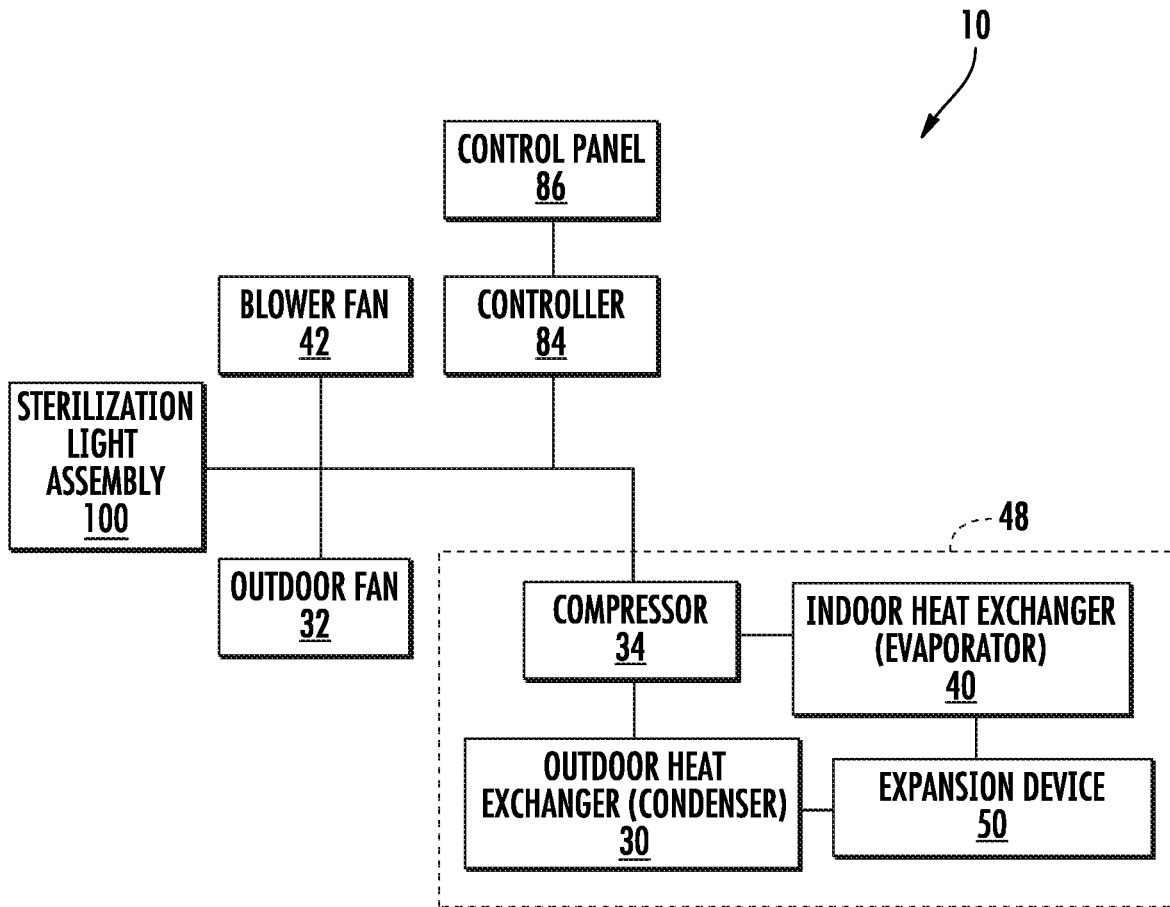 10
CONTROL PANEL
86
BLOWER FAN
42
CONTROLLER
84
STERILIZATION
LIGHT
ASSEMBLY
100
OUTDOOR FAN
32
48
COMPRESSOR
34
INDOOR HEAT EXCHANGER
(EVAPORATOR)
40
OUTDOOR HEAT
EXCHANGER (CONDENSER)
30
EXPANSION DEVICE
50